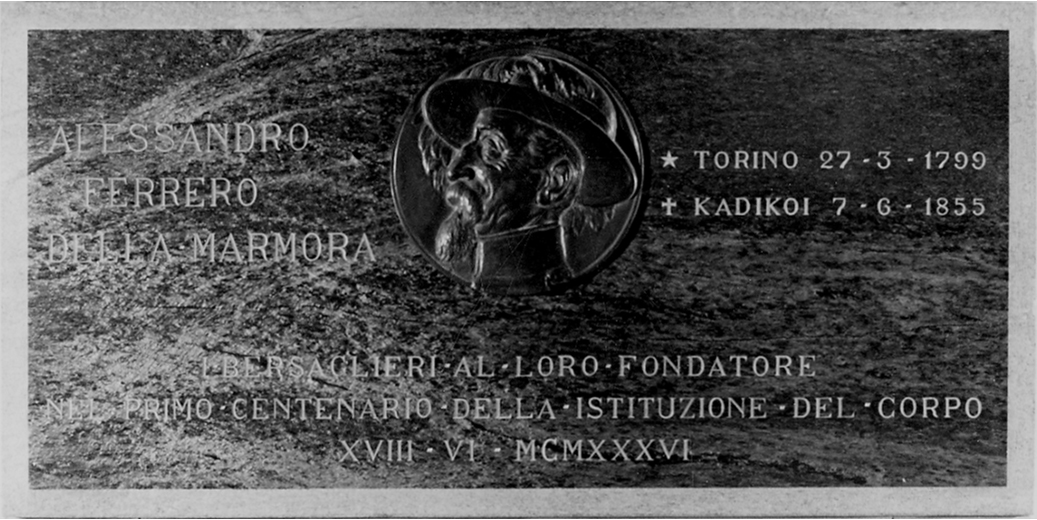 ALESSANDRO
FERRERO
DELLA·MARMORA
★ TORINO 27 - 3 - 1799
✝ KADIKOI 7 - 6 - 1855
I BERSAGLIERI·AL·LORO·FONDATORE
NEL·PRIMO·CENTENARIO·DELLA·ISTITUZIONE·DEL·CORPO
XVIII·VI·MCMXXXVI